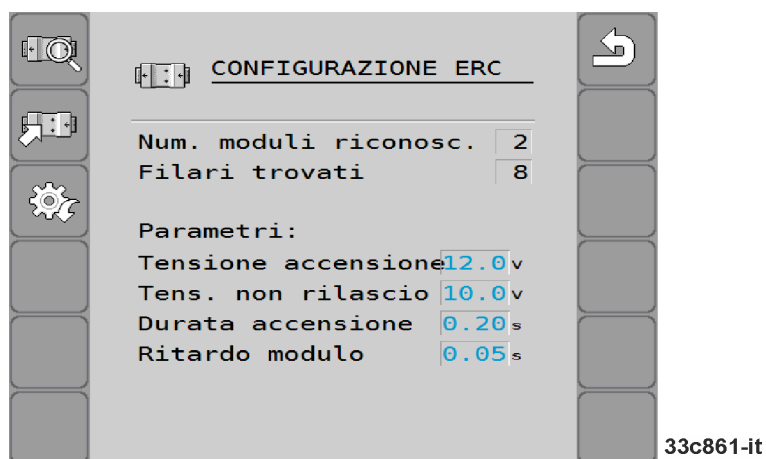 CONFIGURAZIONE ERC
Num. moduli riconosc. 2
Filari trovati 8
Parametri:
Tensione accensione 12.0 v
Tens. non rilascio 10.0 v
Durata accensione 0.20 s
Ritardo modulo 0.05 s
33c861-it